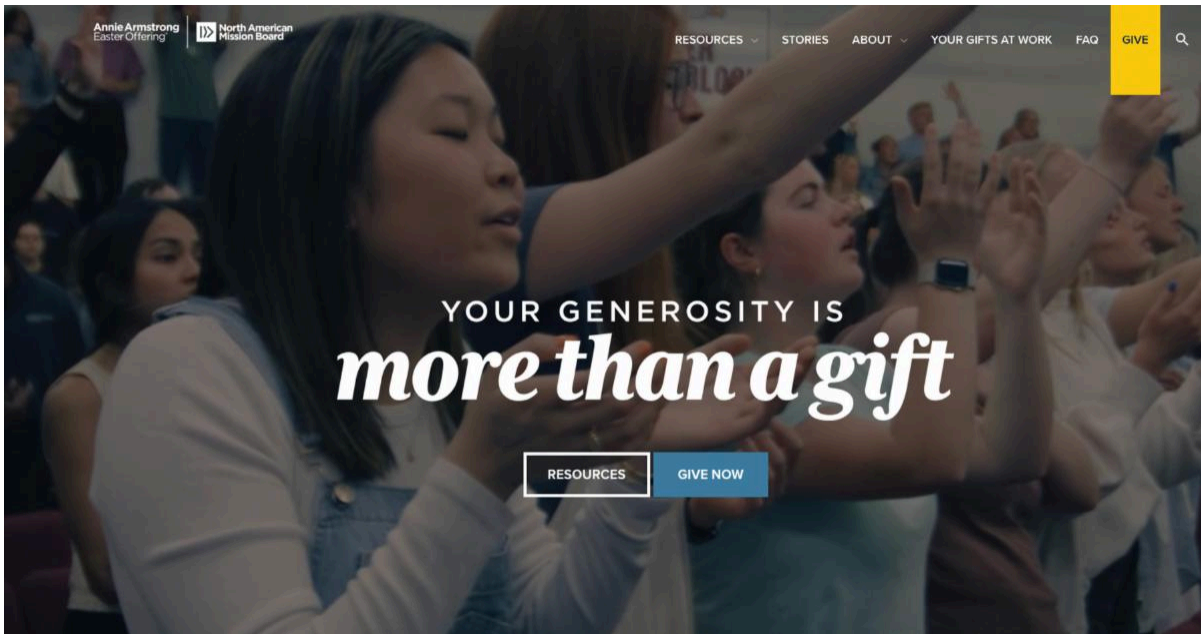 Annie Armstrong
Easter Offering
North American
Mission Board
RESOURCES
STORIES
ABOUT
YOUR GIFTS AT WORK
FAQ
GIVE
YOUR GENEROSITY IS
more than a gift
RESOURCES
GIVE NOW